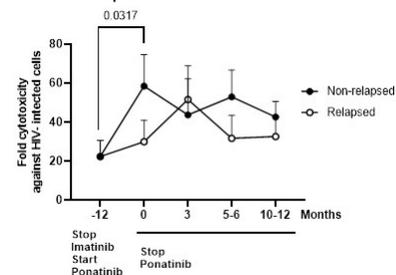 0.0317
Fold cytotoxicity
against HIV- infected cells
80
60
40
20
0
Non-relapsed
Relapsed
-12 0 3 5-6 10-12 Months
Stop
Imatinib
Start
Ponatinib
Stop
Ponatinib